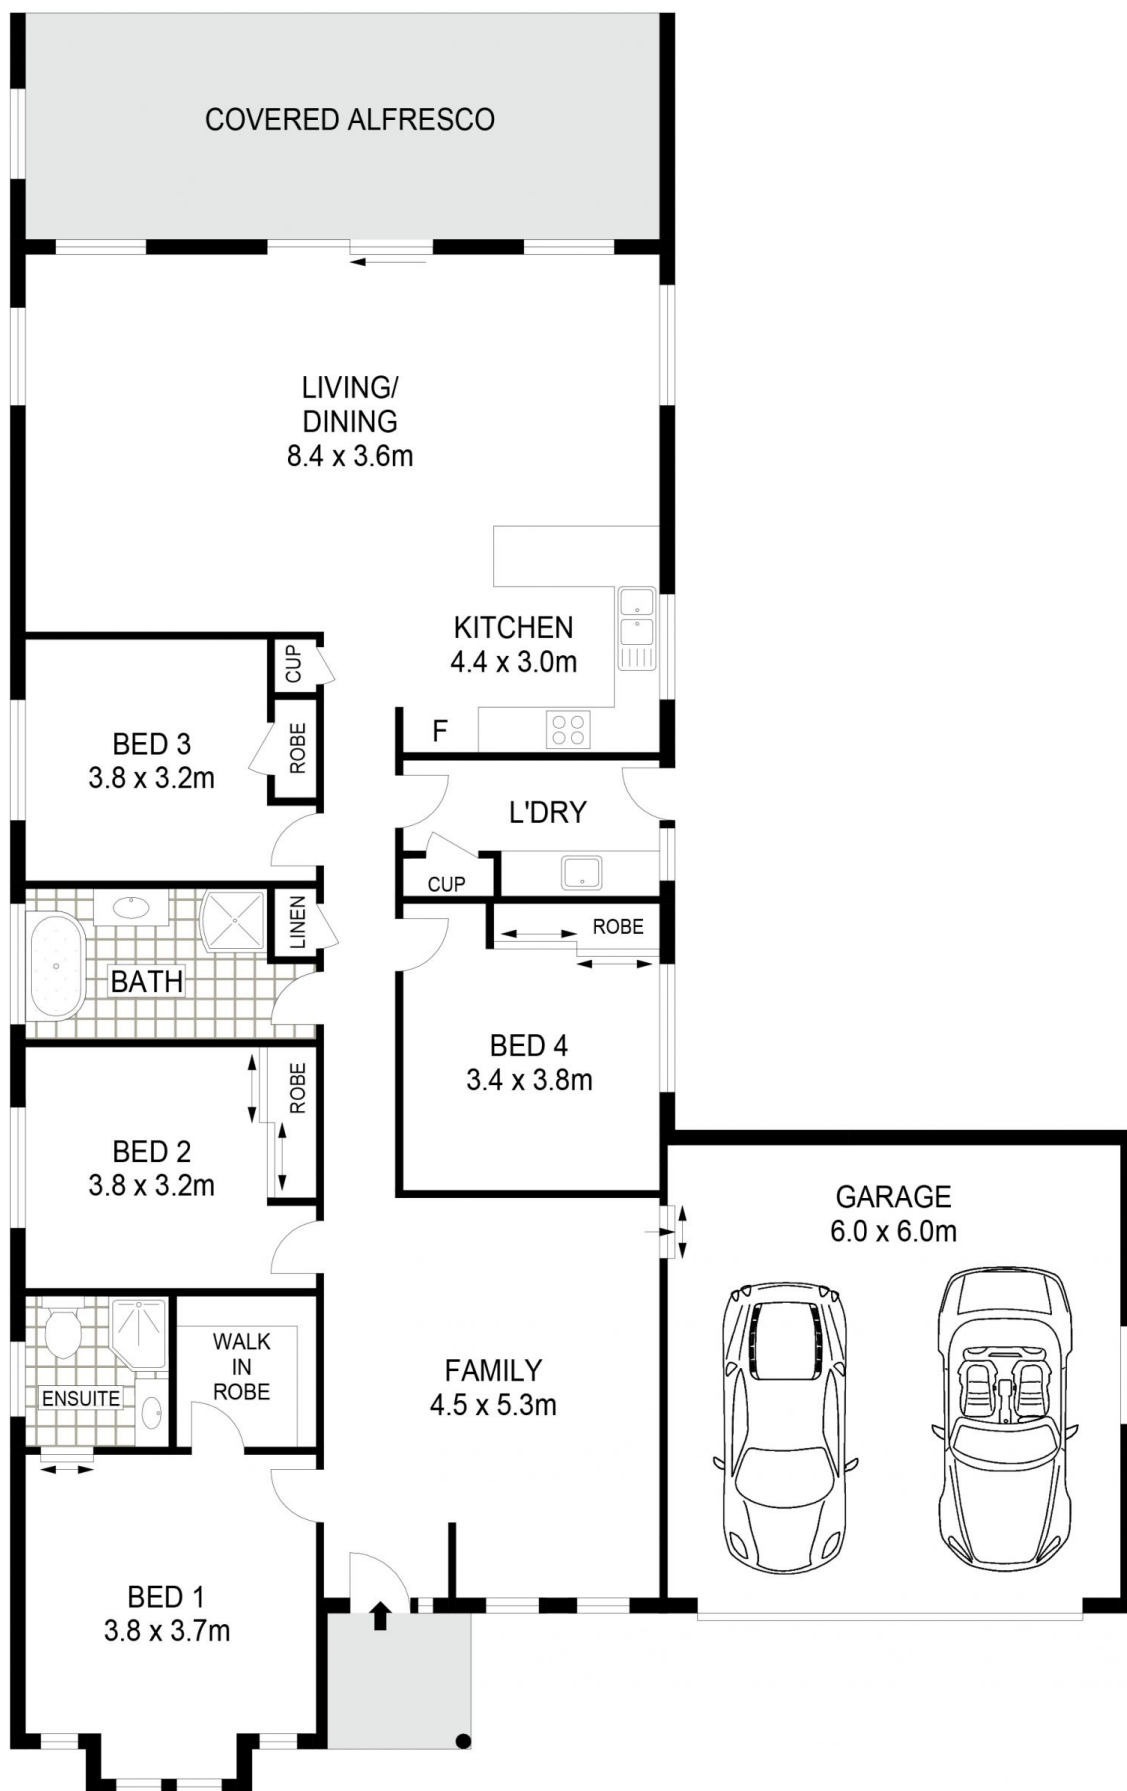 COVERED ALFRESCO
LIVING/
DINING
8.4 x 3.6m
KITCHEN
4.4 x 3.0m
F
CUP
ROBE
BED 3
3.8 x 3.2m
L'DRY
CUP
LINEN
BATH
ROBE
BED 4
3.4 x 3.8m
ROBE
BED 2
3.8 x 3.2m
GARAGE
6.0 x 6.0m
WALK
IN
ROBE
ENSUITE
FAMILY
4.5 x 5.3m
BED 1
3.8 x 3.7m